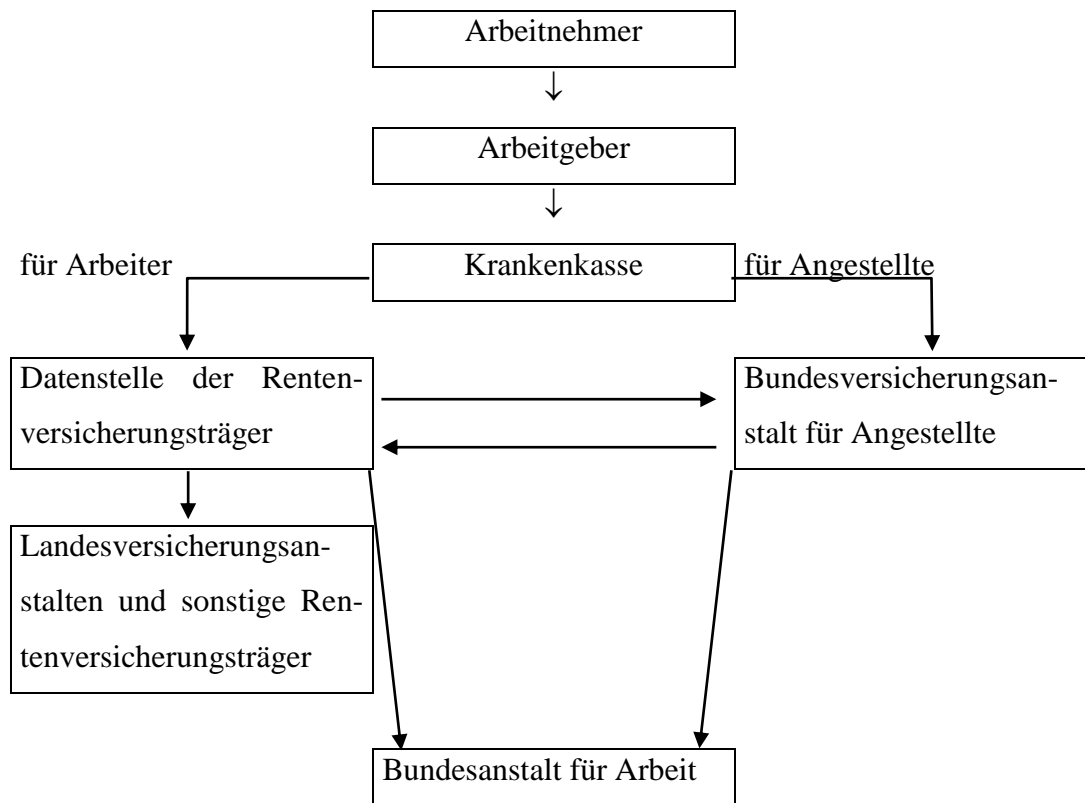 Arbeitnehmer
↓
Arbeitgeber
↓
für Arbeiter
Krankenkasse
für Angestellte
Datenstelle der Renten-
versicherungsträger
Bundesversicherungsan-
stalt für Angestellte
Landesversicherungsan-
stalten und sonstige Ren-
tenversicherungsträger
Bundesanstalt für Arbeit